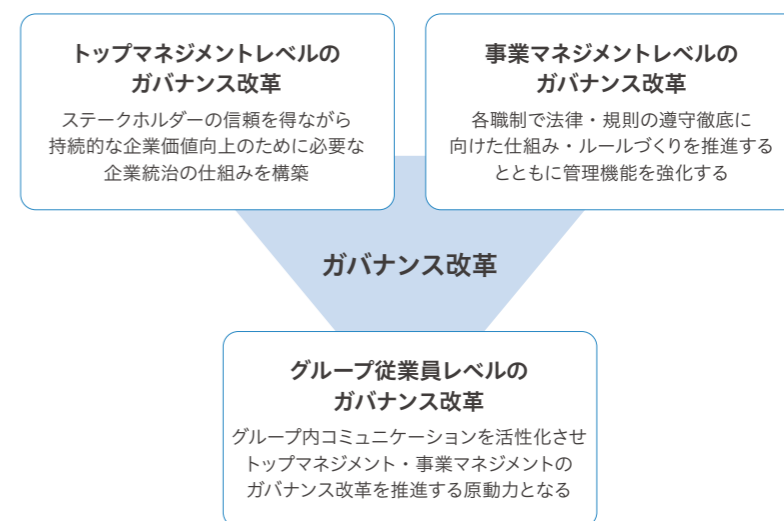 トップマネジメントレベルの
ガバナンス改革
ステークホルダーの信頼を得ながら
持続的な企業価値向上のために必要な
企業統治の仕組みを構築
事業マネジメントレベルの
ガバナンス改革
各職制で法律・規則の遵守徹底に
向けた仕組み・ルールづくりを推進する
とともに管理機能を強化する
ガバナンス改革
グループ従業員レベルの
ガバナンス改革
グループ内コミュニケーションを活性化させ
トップマネジメント・事業マネジメントの
ガバナンス改革を推進する原動力となる